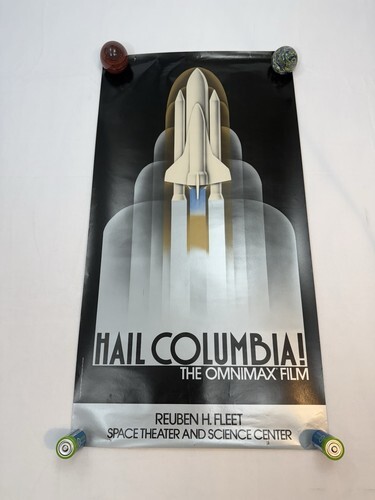 HAIL COLUMBIA!
THE OMNIMAX FILM
REUBEN H. FLEET
SPACE THEATER AND SCIENCE CENTER